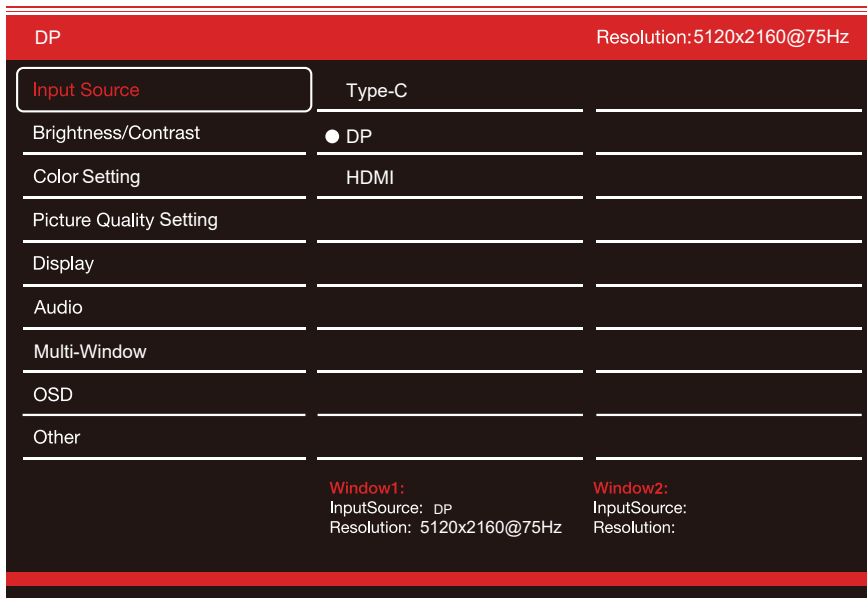 DP Resolution:5120x2160@75Hz
Input Source Type-C
Brightness/Contrast DP
Color Setting HDMI
Picture Quality Setting
Display
Audio
Multi-Window
OSD
Other
Window1: Window2:
InputSource: DP InputSource:
Resolution: 5120x2160@75Hz Resolution: